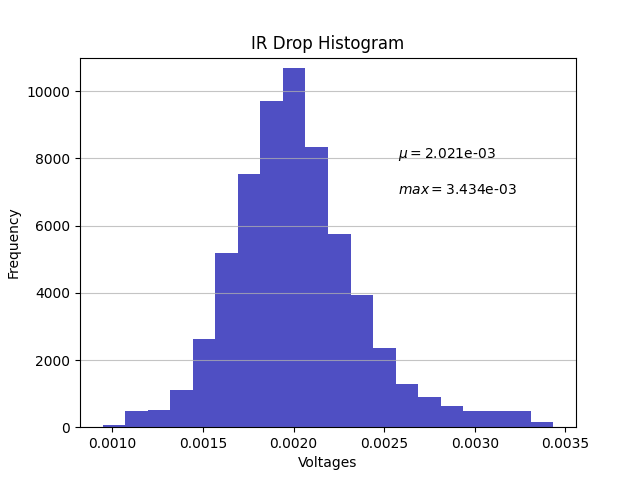 IR Drop Histogram
10000
8000
6000
4000
2000
0
Frequency
μ = 2.021e-03
max = 3.434e-03
0.0010 0.0015 0.0020 0.0025 0.0030 0.0035
Voltages